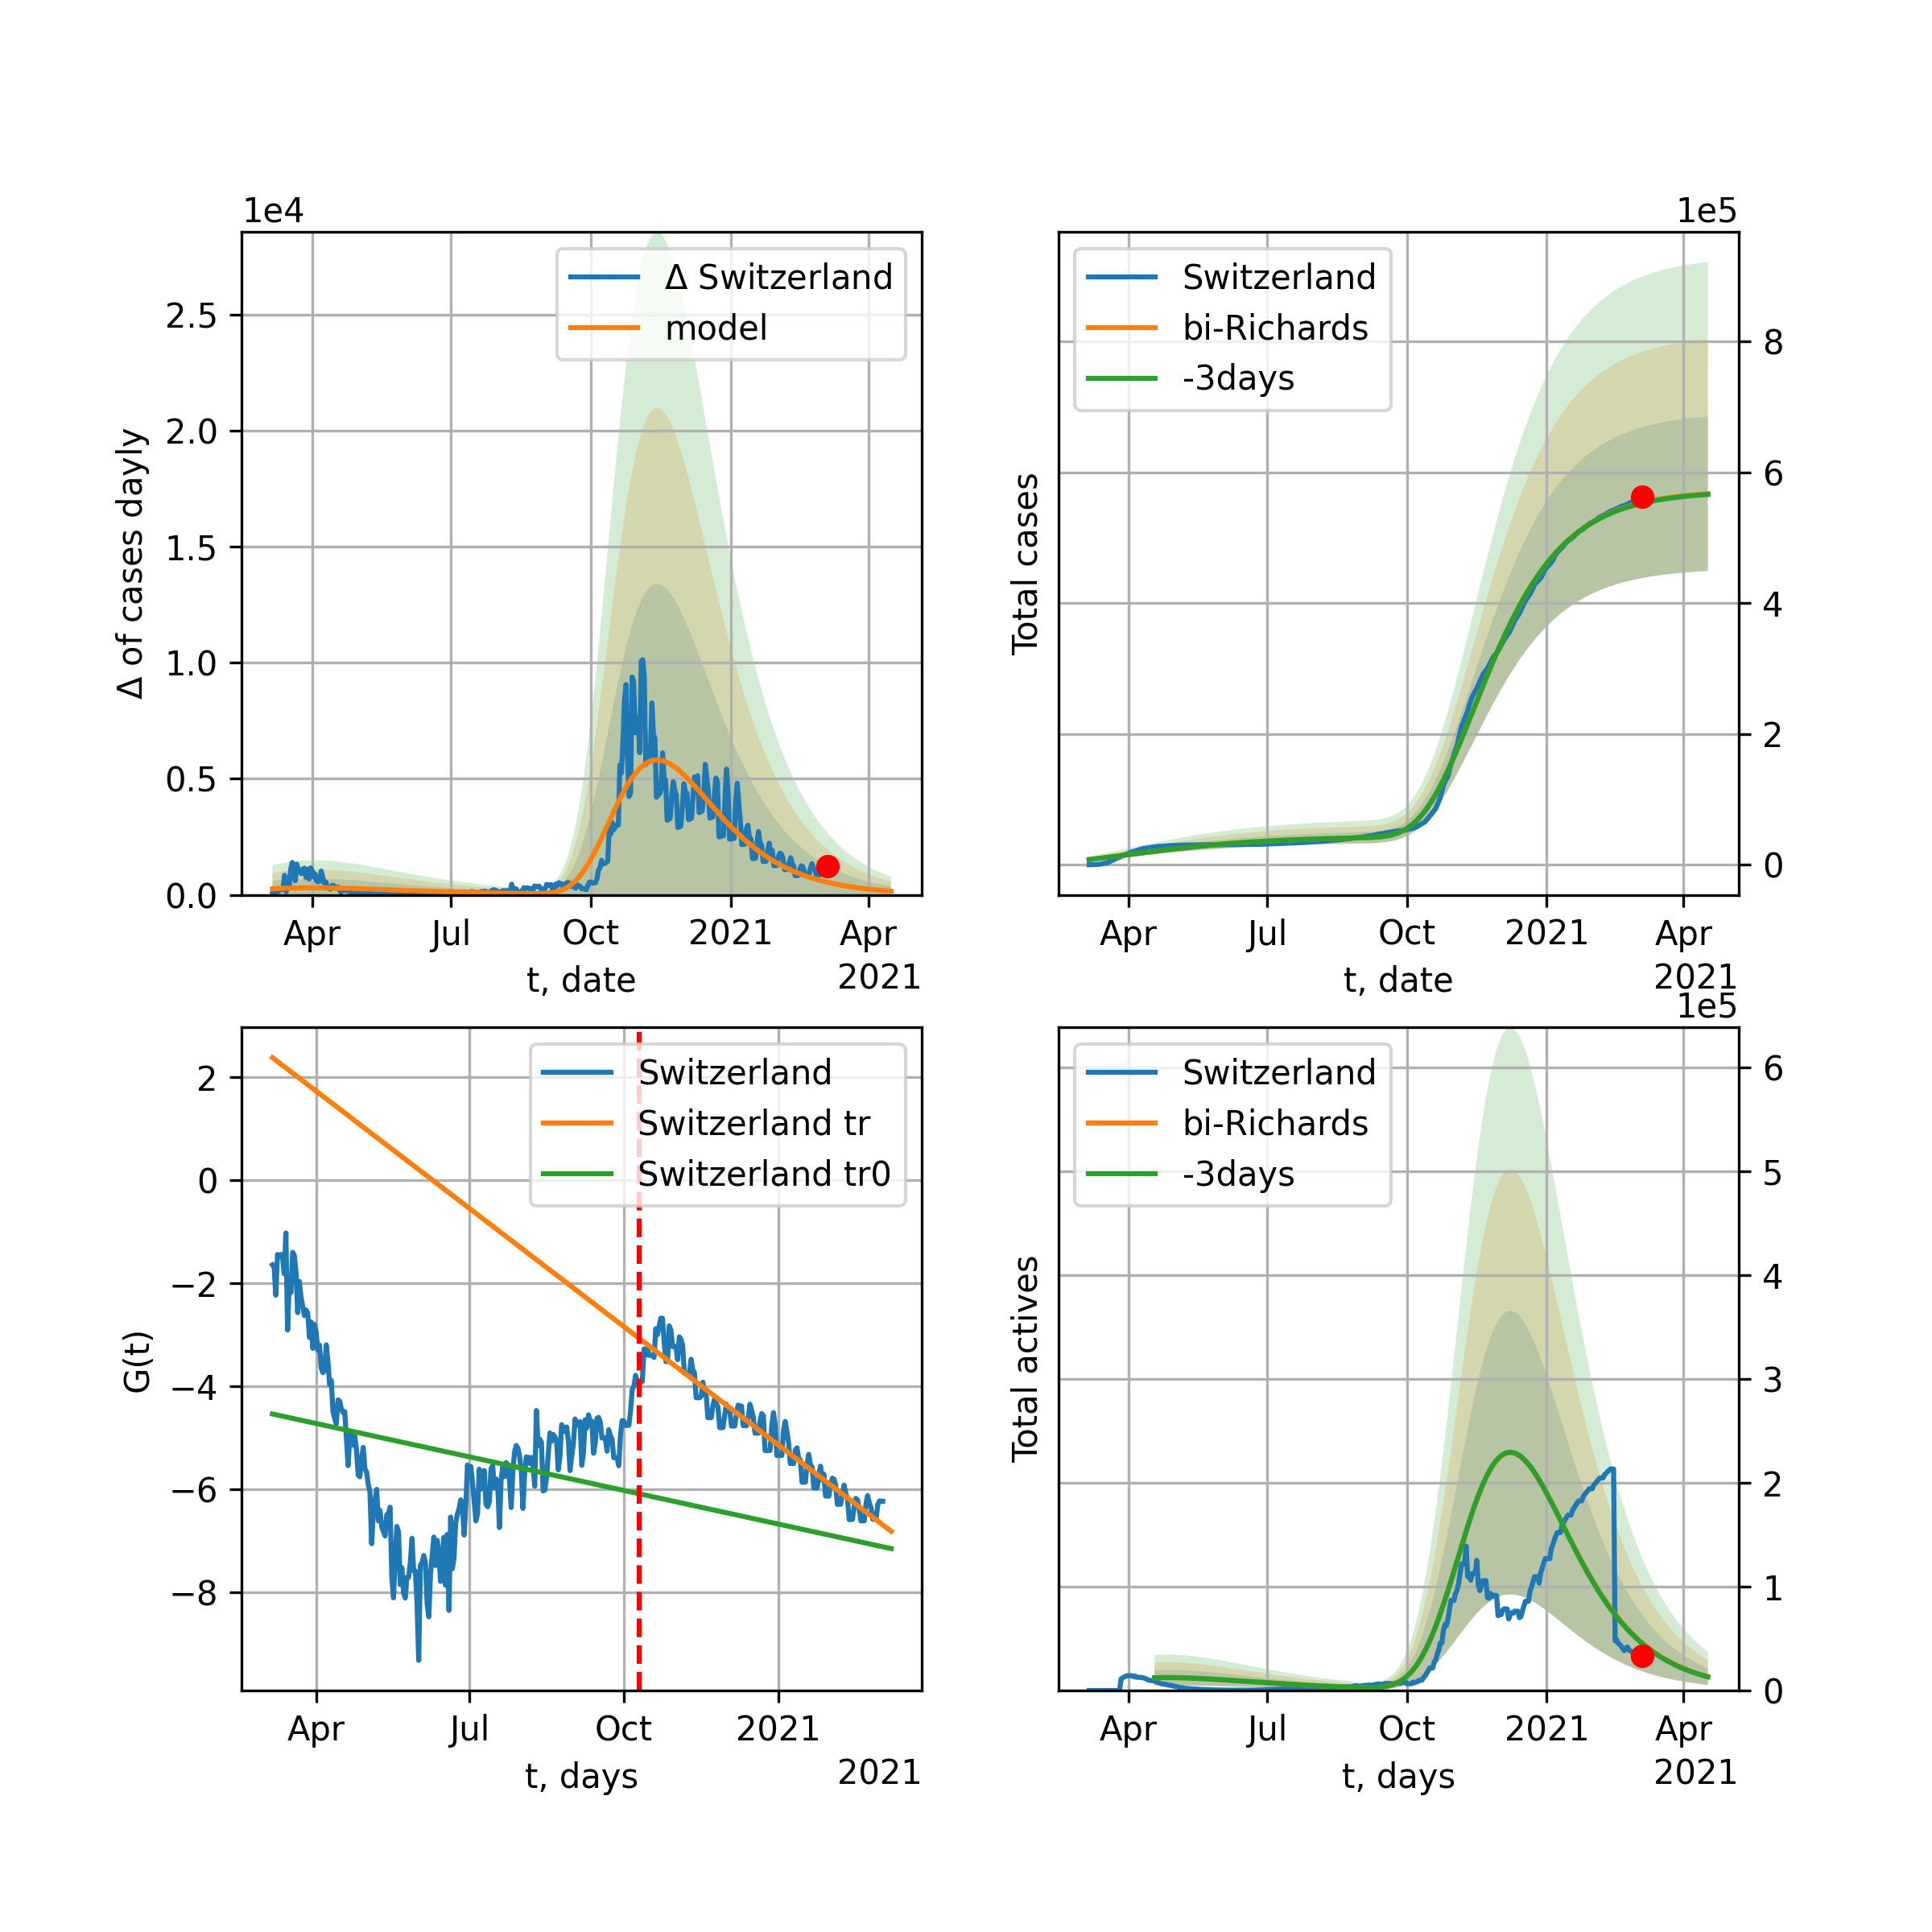 1e4
Δ of cases dayly
2.5
2.0
1.5
1.0
0.5
0.0
Δ Switzerland
model
Apr Jul Oct 2021 Apr
t, date
2021
1e5
Total cases
Switzerland
bi-Richards
-3days
8
6
4
2
0
Apr Jul Oct 2021 Apr
t, date
2021
G(t)
2
0
−2
−4
−6
−8
Switzerland
Switzerland tr
Switzerland tr0
Apr Jul Oct 2021
t, days
2021
1e5
Total actives
Switzerland
bi-Richards
-3days
6
5
4
3
2
1
0
Apr Jul Oct 2021 Apr
t, days
2021